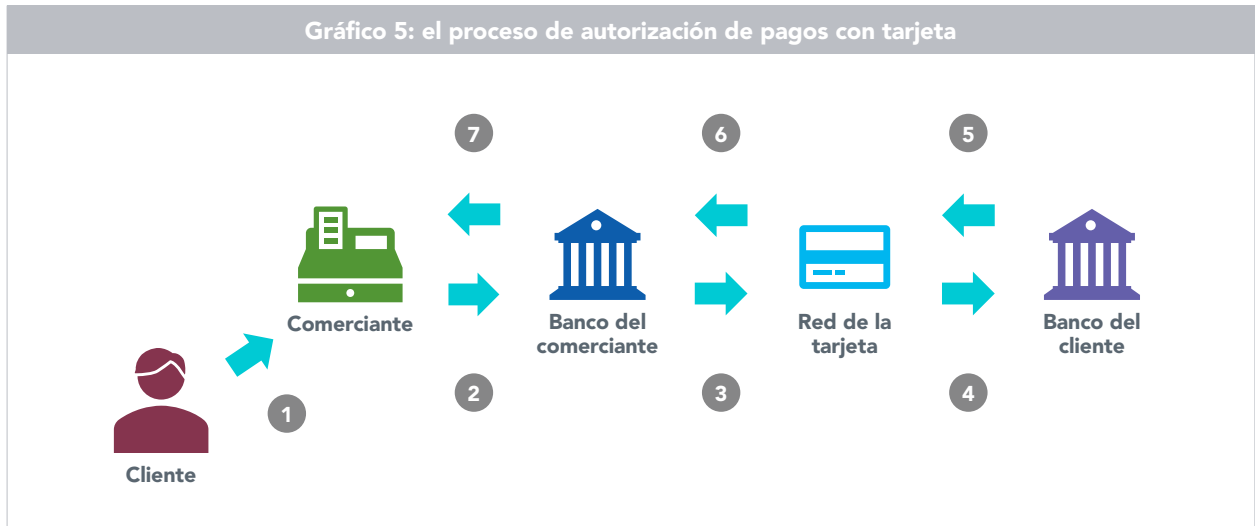 Gráfico 5: el proceso de autorización de pagos con tarjeta
7
6
5
Comerciante
Banco del
comerciante
Red de la
tarjeta
Banco del
cliente
1
2
3
4
Cliente